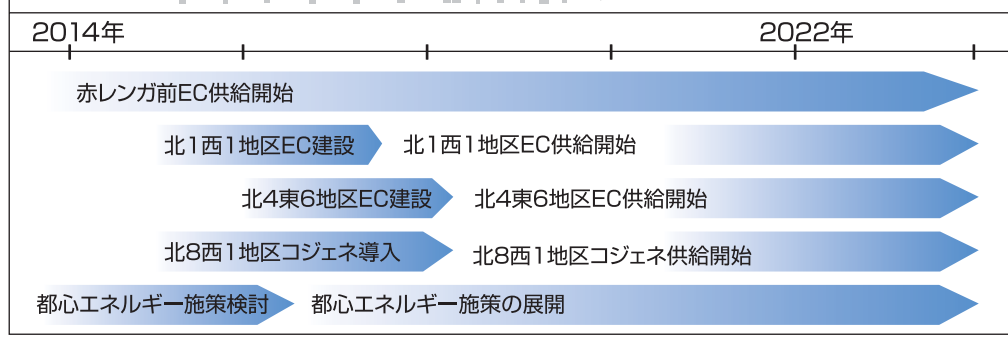 2014年 2022年
赤レンガ前EC供給開始
北1西1地区EC建設 北1西1地区EC供給開始
北4東6地区EC建設 北4東6地区EC供給開始
北8西1地区コジェネ導入 北8西1地区コジェネ供給開始
都心エネルギー施策検討 都心エネルギー施策の展開